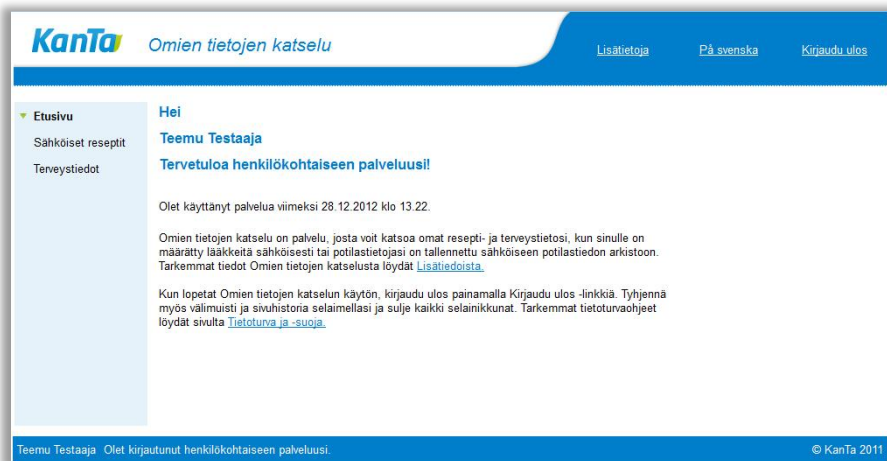 KanTa Omien tietojen katselu Lisätietoja På svenska Kirjaudu ulos
Etusivu
Sähköiset reseptit
Terveystiedot
Hei
Teemu Testaaja
Tervetuloa henkilökohtaiseen palveluusi!
Olet käyttänyt palvelua viimeksi 28.12.2012 klo 13.22.
Omien tietojen katselu on palvelu, josta voit katsoa omat resepti- ja terveystietosi, kun sinulle on
määrätty lääkkeitä sähköisesti tai potilastietojasi on tallennettu sähköiseen potilastiedon arkistoon.
Tarkemmat tiedot Omien tietojen katselusta löydät Lisätiedoista.
Kun lopetat Omien tietojen katselun käytön, kirjaudu ulos painamalla Kirjaudu ulos -linkkiä. Tyhjennä
myös välimuisti ja sivuhistoria selaimellasi ja sulje kaikki selainikkunat. Tarkemmat tietoturvaohjeet
löydät sivulta Tietoturva ja -suoja.
Teemu Testaaja Olet kirjautunut henkilökohtaiseen palveluusi. © KanTa 2011